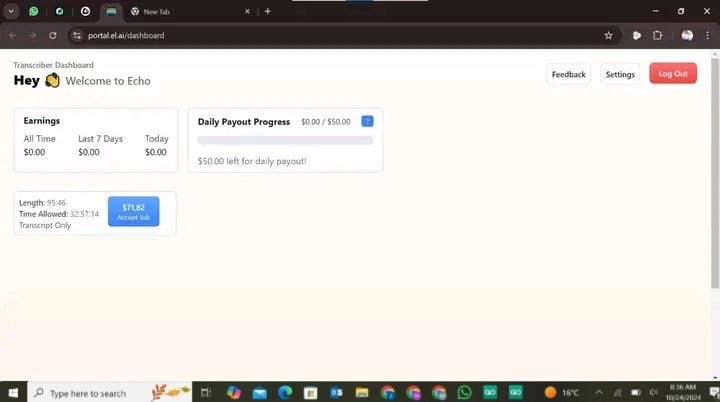 New Tab
portal.el.ai/dashboard
Transcriber Dashboard
Hey 👋 Welcome to Echo
Feedback
Settings
Log Out
Earnings
All Time Last 7 Days Today
$0.00 $0.00 $0.00
Daily Payout Progress $0.00 / $50.00 ?
$50.00 left for daily payout!
Length: 95:46
Time Allowed: 32:57:14
Transcript Only
$71.82
Accept Job
Type here to search
16°C
8:36 AM
10/24/2024